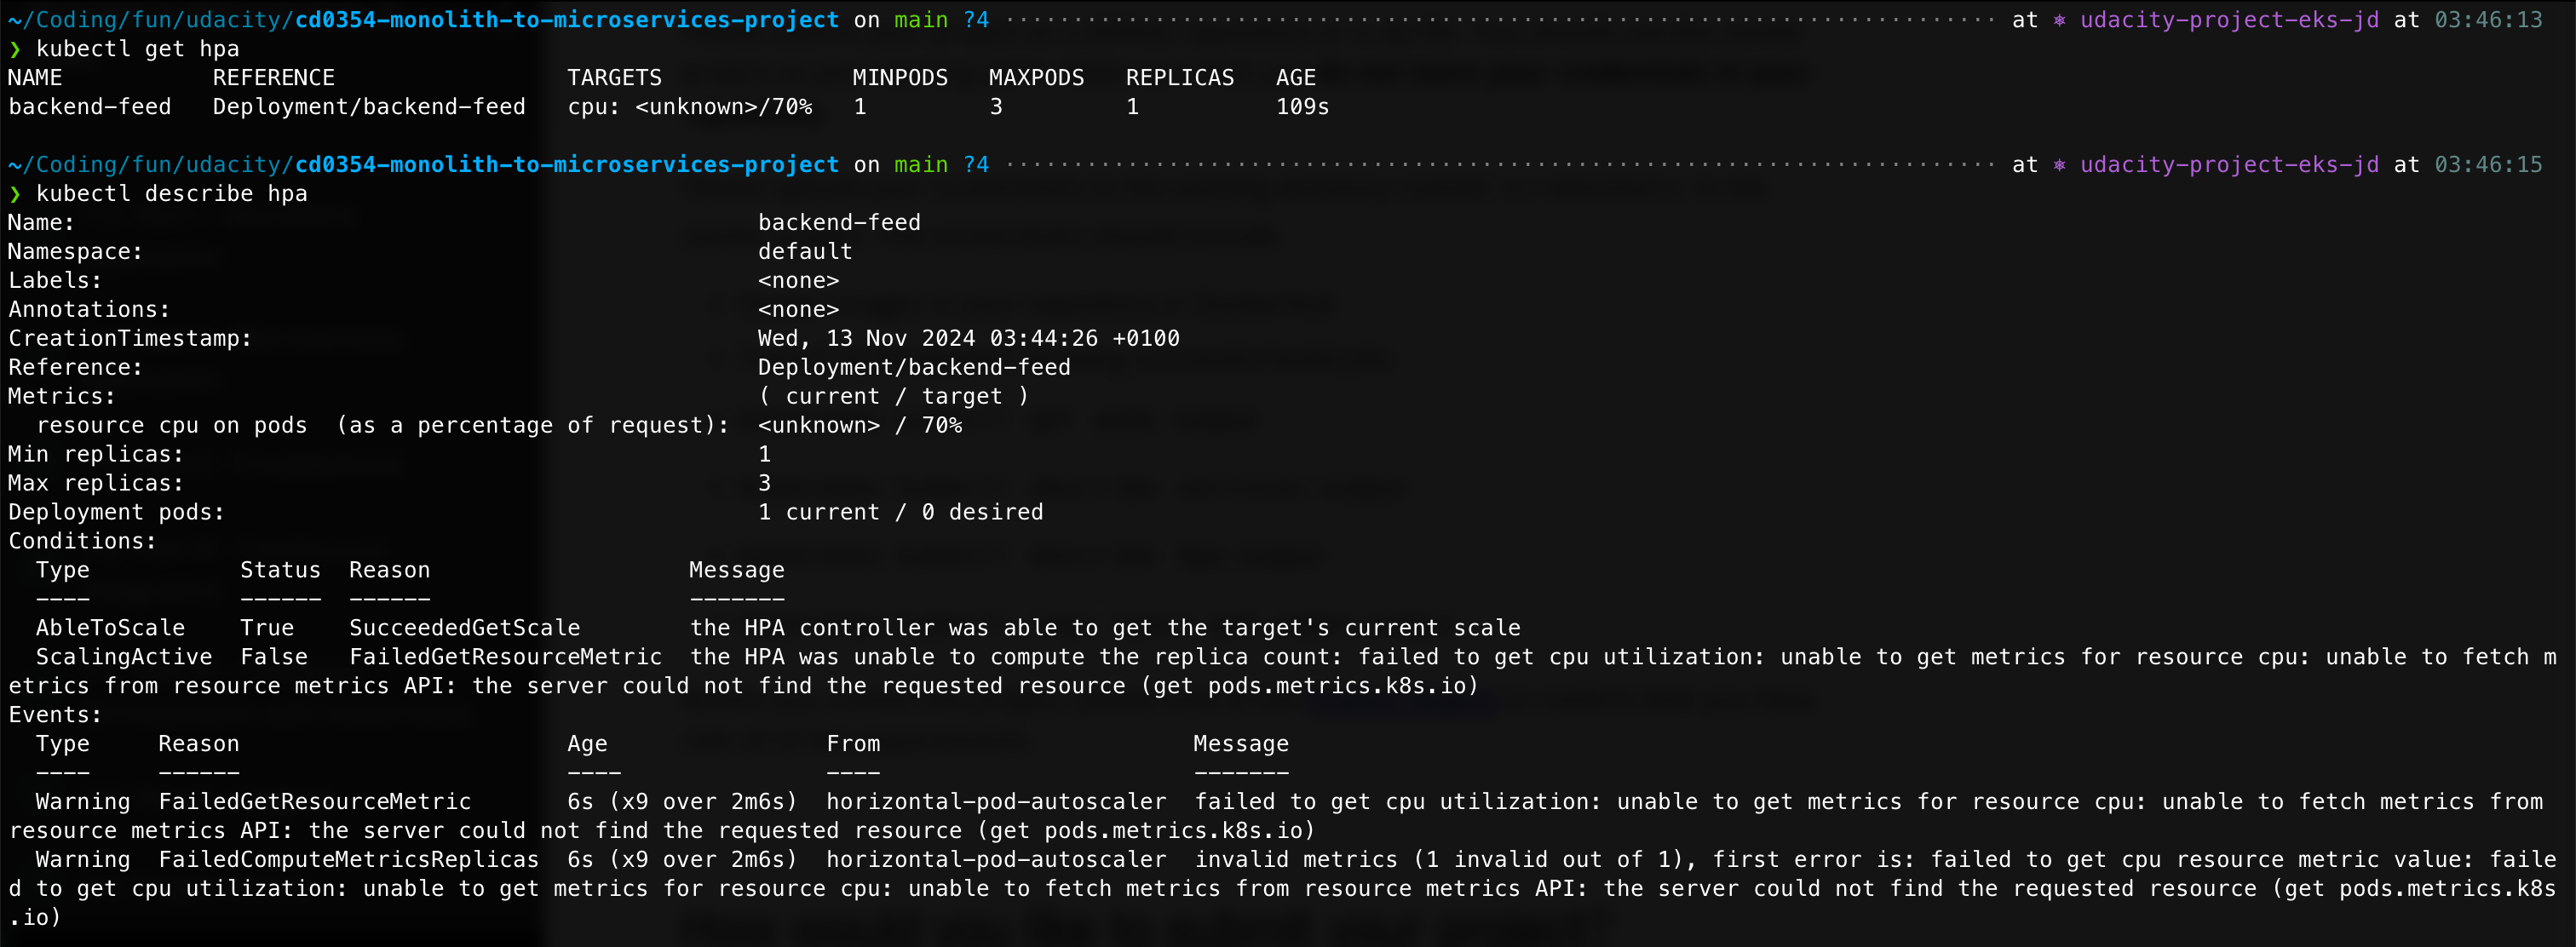 ~/Coding/fun/udacity/cd0354-monolith-to-microservices-project on main ?4 ········································································· at ⎈ udacity-project-eks-jd at 03:46:13
❯ kubectl get hpa
NAME           REFERENCE                 TARGETS              MINPODS   MAXPODS   REPLICAS   AGE
backend-feed   Deployment/backend-feed   cpu: <unknown>/70%   1         3         1          109s
~/Coding/fun/udacity/cd0354-monolith-to-microservices-project on main ?4 ········································································· at ⎈ udacity-project-eks-jd at 03:46:15
❯ kubectl describe hpa
Name:                                                  backend-feed
Namespace:                                             default
Labels:                                                <none>
Annotations:                                           <none>
CreationTimestamp:                                     Wed, 13 Nov 2024 03:44:26 +0100
Reference:                                             Deployment/backend-feed
Metrics:                                               ( current / target )
  resource cpu on pods  (as a percentage of request):  <unknown> / 70%
Min replicas:                                          1
Max replicas:                                          3
Deployment pods:                                       1 current / 0 desired
Conditions:
  Type           Status  Reason                   Message
  ----           ------  ------                   -------
  AbleToScale    True    SucceededGetScale        the HPA controller was able to get the target's current scale
  ScalingActive  False   FailedGetResourceMetric  the HPA was unable to compute the replica count: failed to get cpu utilization: unable to get metrics for resource cpu: unable to fetch m
etrics from resource metrics API: the server could not find the requested resource (get pods.metrics.k8s.io)
Events:
  Type     Reason                        Age                From                       Message
  ----     ------                        ----               ----                       -------
  Warning  FailedGetResourceMetric       6s (x9 over 2m6s)  horizontal-pod-autoscaler  failed to get cpu utilization: unable to get metrics for resource cpu: unable to fetch metrics from
resource metrics API: the server could not find the requested resource (get pods.metrics.k8s.io)
  Warning  FailedComputeMetricsReplicas  6s (x9 over 2m6s)  horizontal-pod-autoscaler  invalid metrics (1 invalid out of 1), first error is: failed to get cpu resource metric value: faile
d to get cpu utilization: unable to get metrics for resource cpu: unable to fetch metrics from resource metrics API: the server could not find the requested resource (get pods.metrics.k8s
.io)